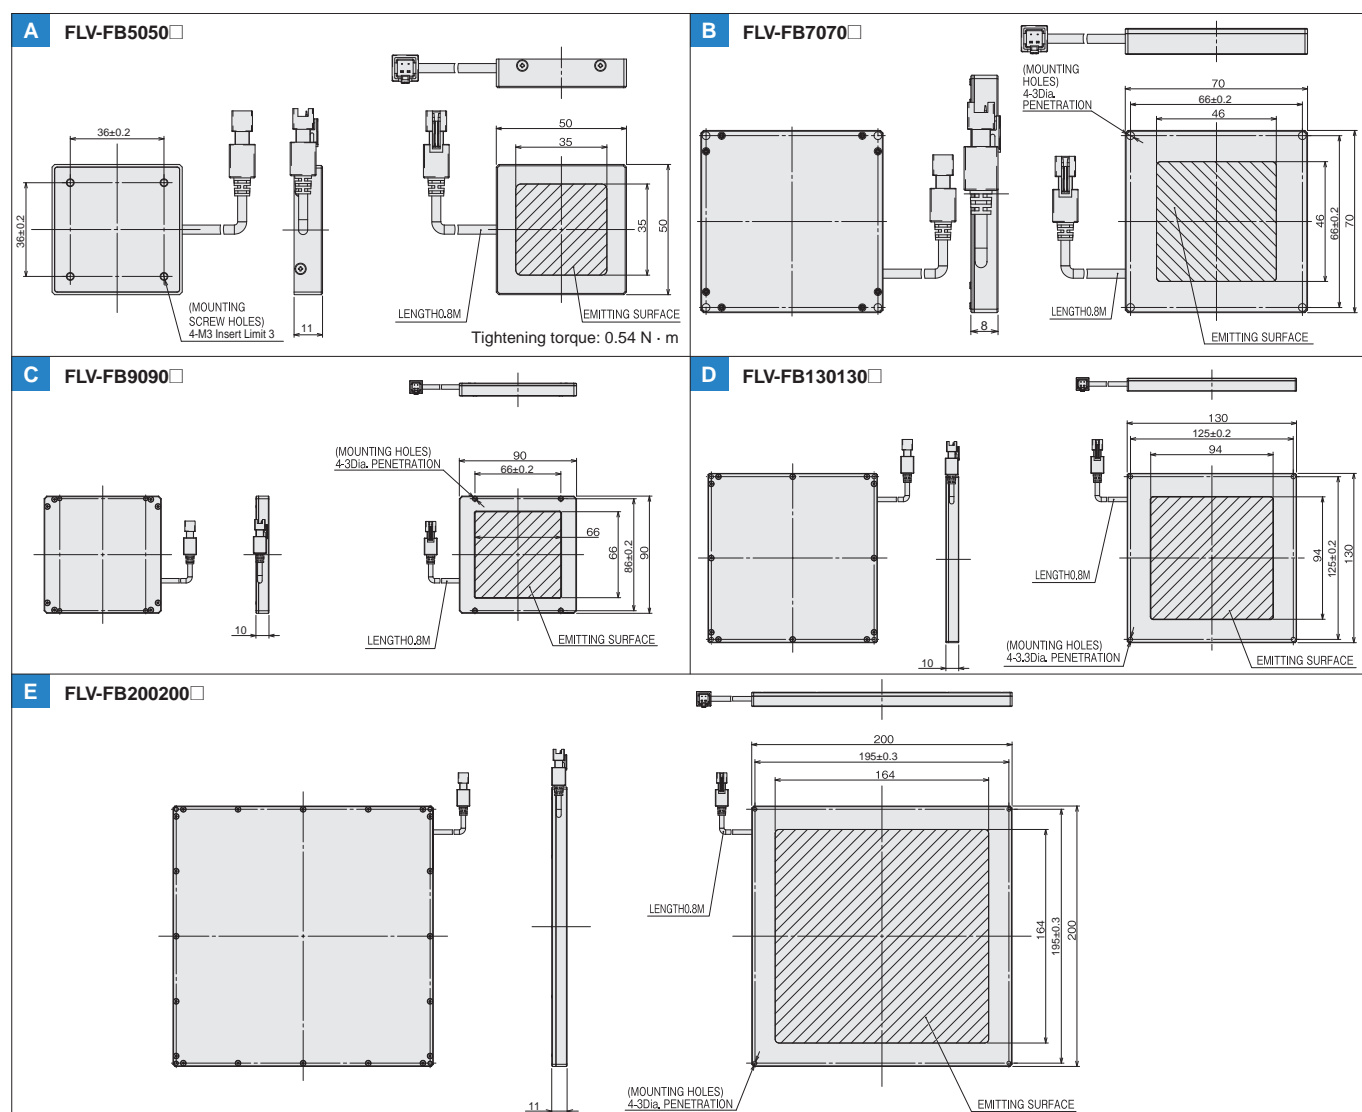 A FLV-FB5050□
36±0.2
36±0.2
(MOUNTING
SCREW HOLES)
4-M3 Insert Limit 3
11
50
35
35
50
LENGTH0.8M
EMITTING SURFACE
Tightening torque: 0.54 N · m
B FLV-FB7070□
(MOUNTING
HOLES)
4-3Dia.
PENETRATION
70
66±0.2
46
46
66±0.2
70
8
LENGTH0.8M
EMITTING SURFACE
C FLV-FB9090□
(MOUNTING HOLES)
4-3Dia. PENETRATION
90
66±0.2
66
66
86±0.2
90
10
LENGTH0.8M
EMITTING SURFACE
D FLV-FB130130□
130
125±0.2
94
94
125±0.2
130
LENGTH0.8M
10
(MOUNTING HOLES)
4-3.3Dia. PENETRATION
EMITTING SURFACE
E FLV-FB200200□
200
195±0.3
164
164
195±0.3
200
LENGTH0.8M
11
(MOUNTING HOLES)
4-3Dia. PENETRATION
EMITTING SURFACE